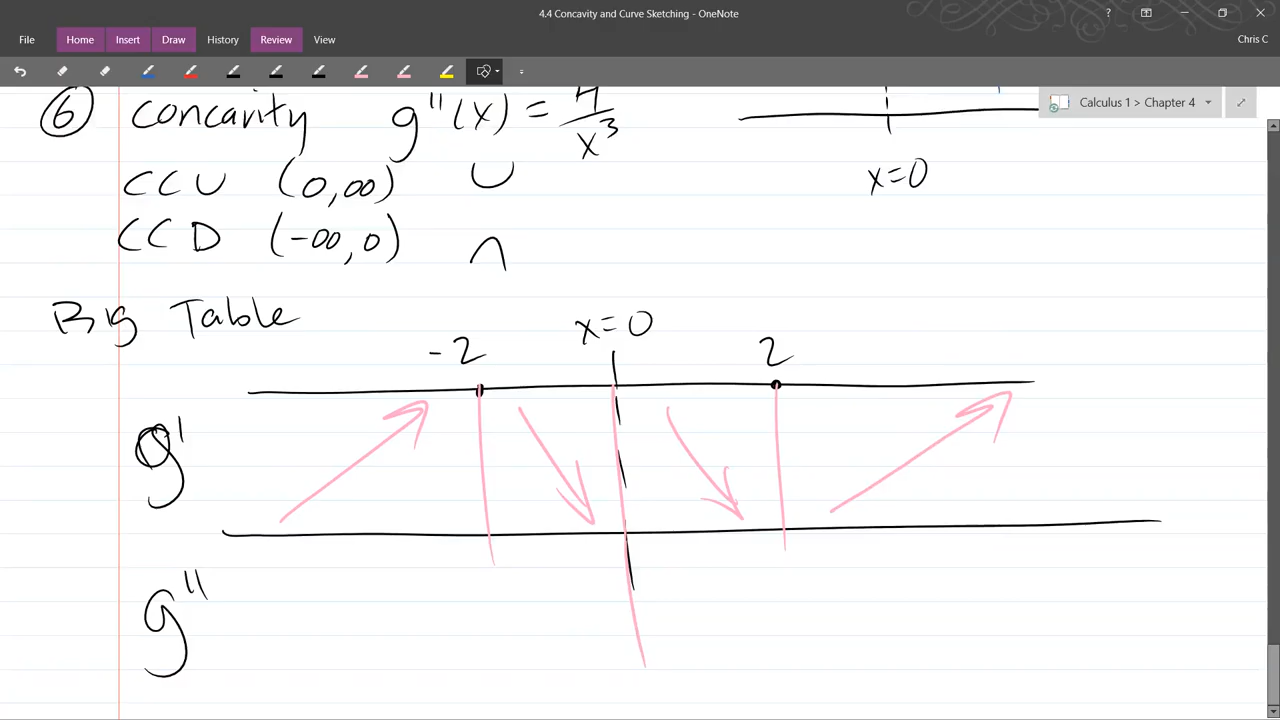 4.4 Concavity and Curve Sketching - OneNote
File Home Insert Draw History Review View
Chris C
Calculus 1 > Chapter 4
⑥ concavity g''(x) = 4/x³
x=0
CCU (0,∞) ∪
CCD (-∞,0) ∩
Big Table
-2 x=0 2
g'
g''